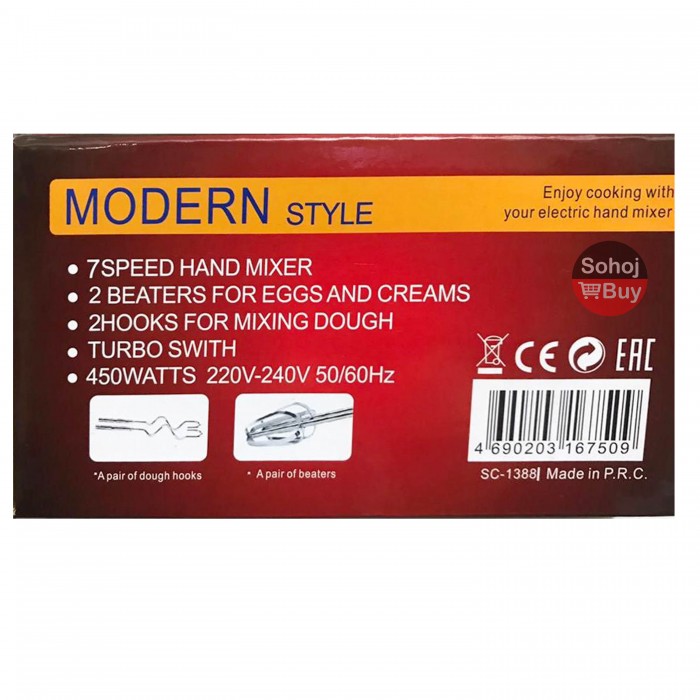 MODERN STYLE
Enjoy cooking with
your electric hand mixer
Sohoj
Buy
• 7SPEED HAND MIXER
• 2 BEATERS FOR EGGS AND CREAMS
• 2HOOKS FOR MIXING DOUGH
• TURBO SWITH
• 450WATTS 220V-240V 50/60Hz
CE EAC
*A pair of dough hooks
* A pair of beaters
4 690203 167509
SC-1388| Made in P.R.C.